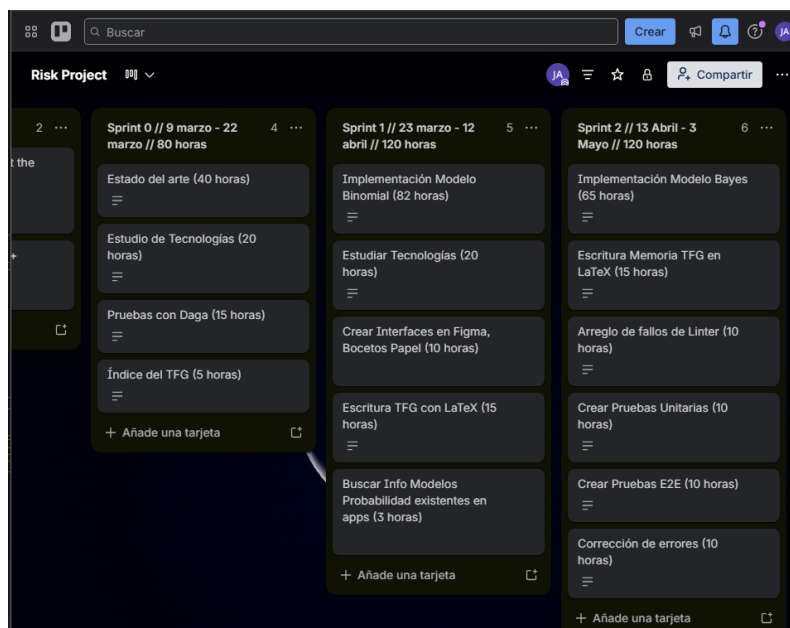 Buscar
Crear
JA
Risk Project
JA
Compartir
2
t the
+
Sprint 0 // 9 marzo - 22
marzo // 80 horas
4
Estado del arte (40 horas)
Estudio de Tecnologías (20
horas)
Pruebas con Daga (15 horas)
Índice del TFG (5 horas)
+ Añade una tarjeta
Sprint 1 // 23 marzo - 12
abril // 120 horas
5
Implementación Modelo
Binomial (82 horas)
Estudiar Tecnologías (20
horas)
Crear Interfaces en Figma,
Bocetos Papel (10 horas)
Escritura TFG con LaTeX (15
horas)
Buscar Info Modelos
Probabilidad existentes en
apps (3 horas)
+ Añade una tarjeta
Sprint 2 // 13 Abril - 3
Mayo // 120 horas
6
Implementación Modelo Bayes
(65 horas)
Escritura Memoria TFG en
LaTeX (15 horas)
Arreglo de fallos de Linter (10
horas)
Crear Pruebas Unitarias (10
horas)
Crear Pruebas E2E (10 horas)
Corrección de errores (10
horas)
+ Añade una tarjeta